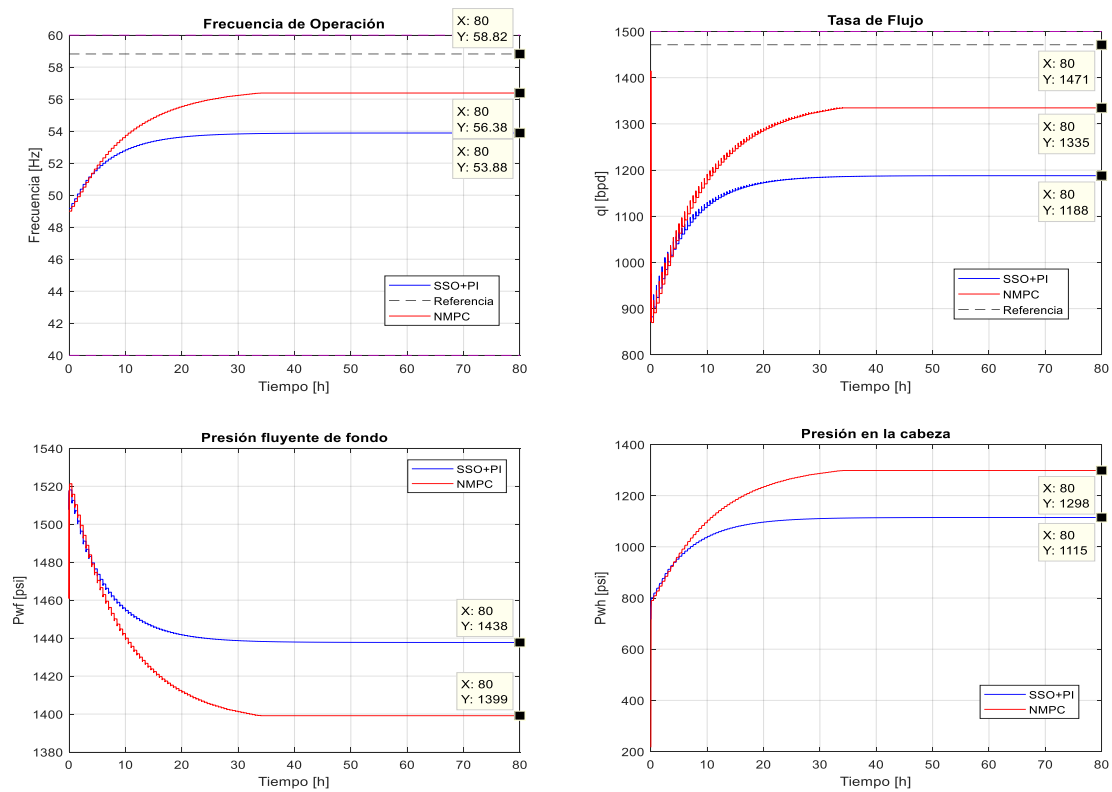 Frecuencia de Operación
X: 80
Y: 58.82
X: 80
Y: 56.38
X: 80
Y: 53.88
60
58
56
54
52
50
48
46
44
42
40
Frecuencia [Hz]
SSO+PI
Referencia
NMPC
0
10
20
30
40
50
60
70
80
Tiempo [h]
Tasa de Flujo
X: 80
Y: 1471
X: 80
Y: 1335
X: 80
Y: 1188
1500
1400
1300
1200
1100
1000
900
800
ql [bpd]
SSO+PI
NMPC
Referencia
0
10
20
30
40
50
60
70
80
Tiempo [h]
Presión fluyente de fondo
SSO+PI
NMPC
X: 80
Y: 1438
X: 80
Y: 1399
1540
1520
1500
1480
1460
1440
1420
1400
1380
Pwf [psi]
0
10
20
30
40
50
60
70
80
Tiempo [h]
Presión en la cabeza
X: 80
Y: 1298
X: 80
Y: 1115
1400
1200
1000
800
600
400
200
Pwh [psi]
SSO+PI
NMPC
0
10
20
30
40
50
60
70
80
Tiempo [h]